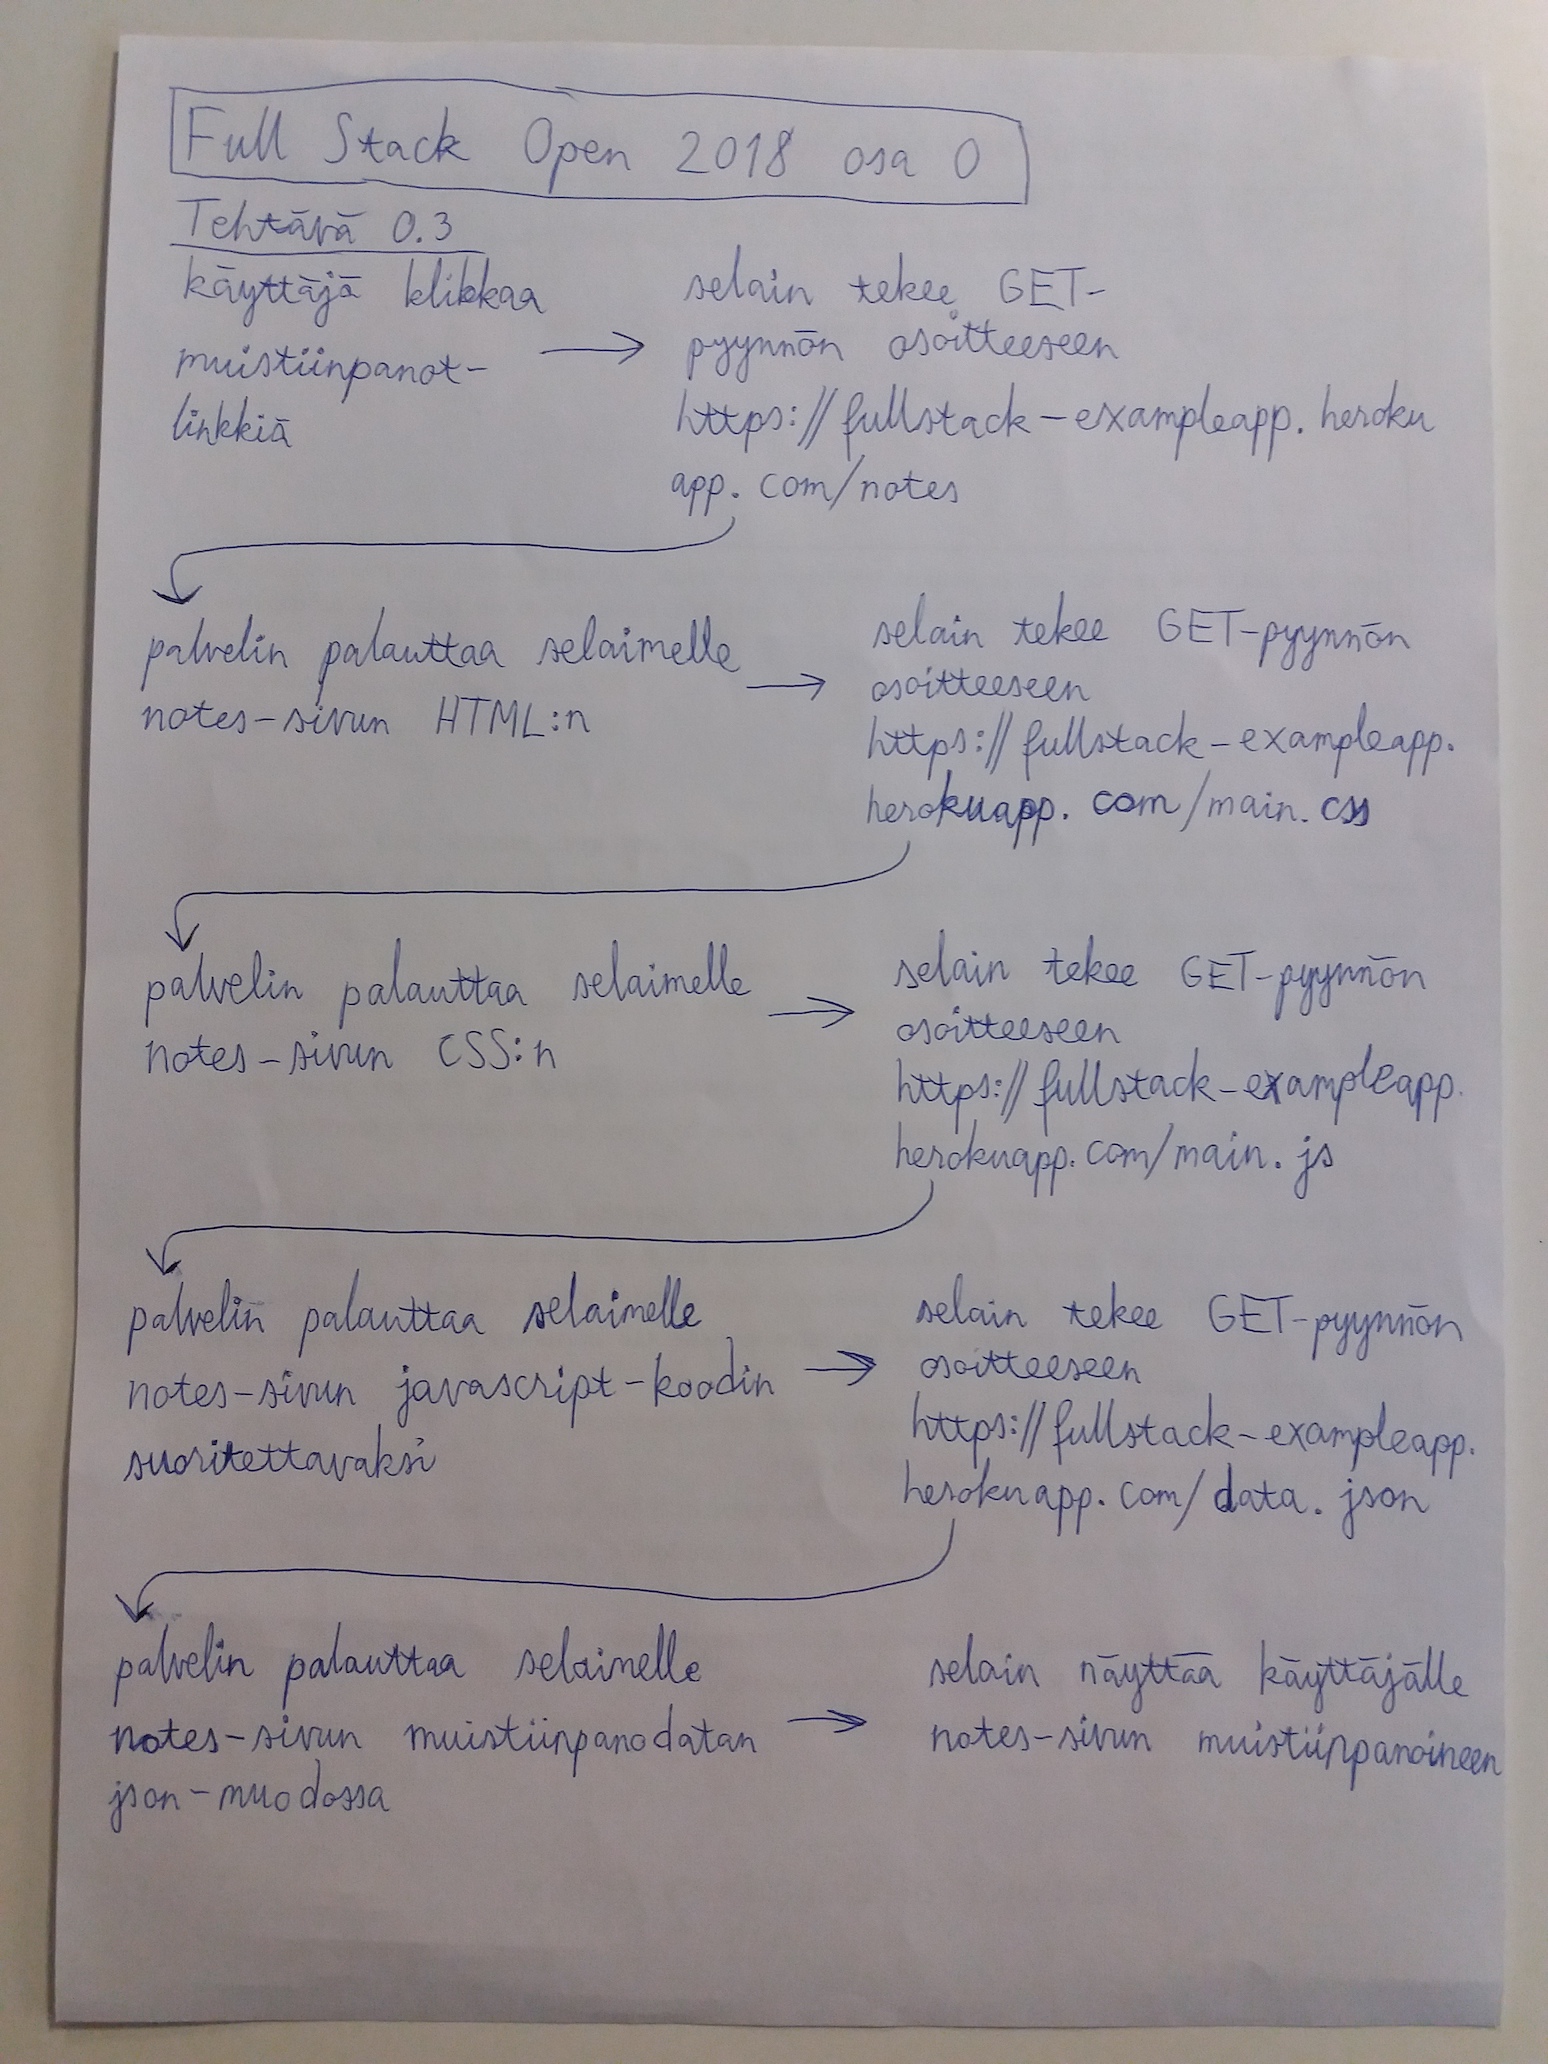 Full Stack Open 2018 osa 0
Tehtävä 0.3
käyttäjä klikkaa
muistiinpanot-
linkkiä
selain tekee GET-
pyynnön osoitteeseen
https://fullstack-exampleapp.heroku
app.com/notes
palvelin palauttaa selaimelle
notes-sivun HTML:n
selain tekee GET-pyynnön
osoitteeseen
https://fullstack-exampleapp.
herokuapp.com/main.css
palvelin palauttaa selaimelle
notes-sivun CSS:n
selain tekee GET-pyynnön
osoitteeseen
https://fullstack-exampleapp.
herokuapp.com/main.js
palvelin palauttaa selaimelle
notes-sivun javascript-koodin
suoritettavaksi
selain tekee GET-pyynnön
osoitteeseen
https://fullstack-exampleapp.
herokuapp.com/data.json
palvelin palauttaa selaimelle
notes-sivun muistiinpanodatan
json-muodossa
selain näyttää käyttäjälle
notes-sivun muistiinpanoineen